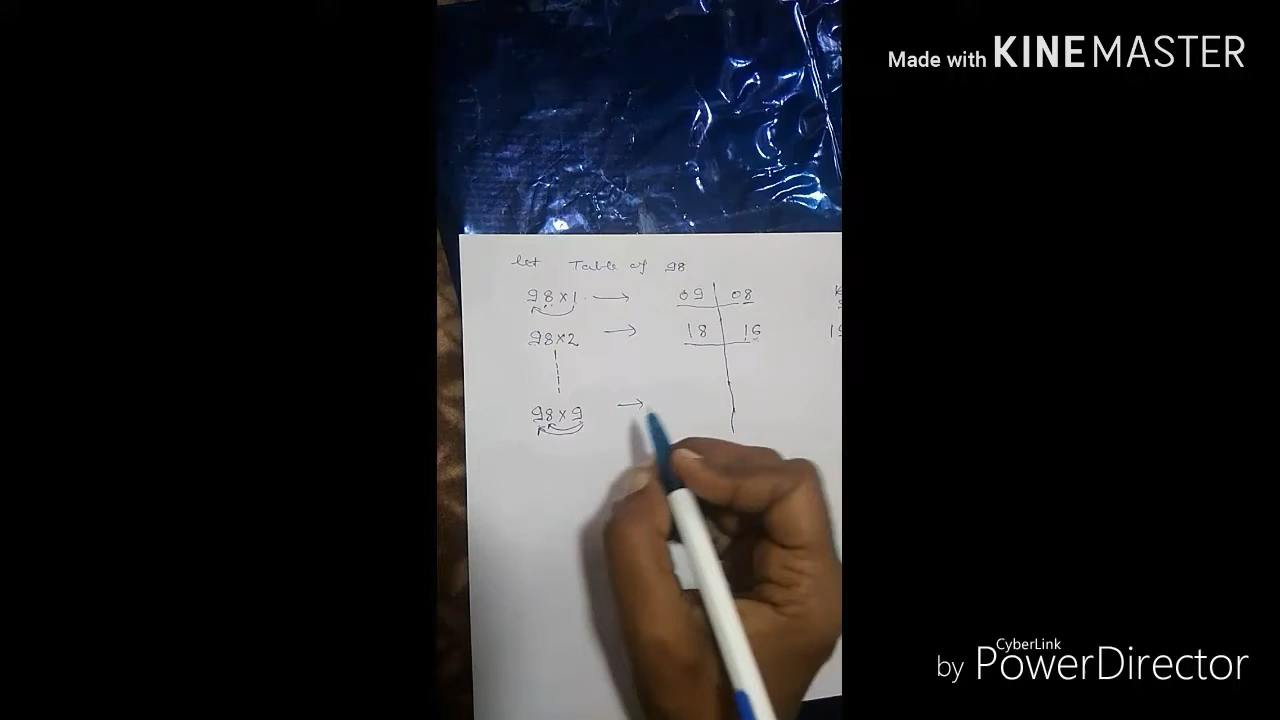 Made with KINEMASTER
let Table of 98
98×1 → 09 | 08
98×2 → 18 | 16
98×9 →
CyberLink
by PowerDirector